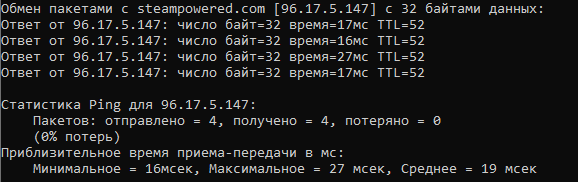 Обмен пакетами с steampowered.com [96.17.5.147] с 32 байтами данных:
Ответ от 96.17.5.147: число байт=32 время=17мс TTL=52
Ответ от 96.17.5.147: число байт=32 время=16мс TTL=52
Ответ от 96.17.5.147: число байт=32 время=27мс TTL=52
Ответ от 96.17.5.147: число байт=32 время=17мс TTL=52
Статистика Ping для 96.17.5.147:
Пакетов: отправлено = 4, получено = 4, потеряно = 0
(0% потерь)
Приблизительное время приема-передачи в мс:
Минимальное = 16мсек, Максимальное = 27 мсек, Среднее = 19 мсек